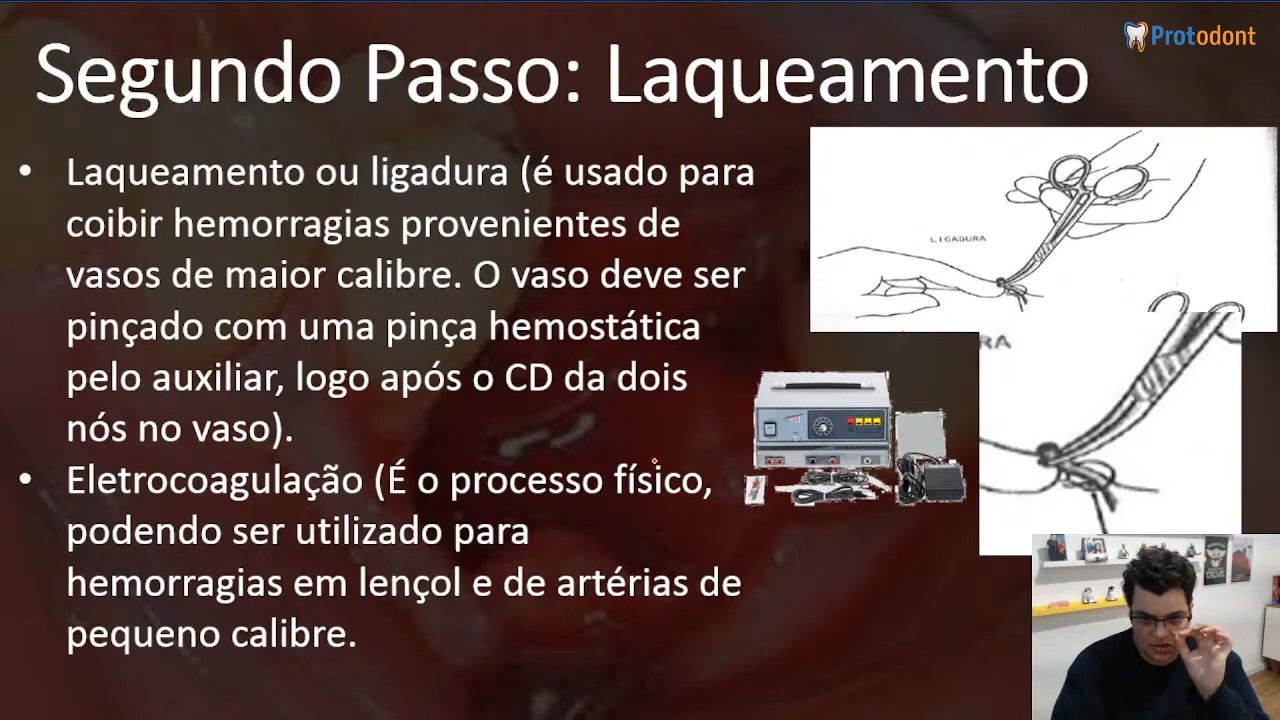 Protodont
Segundo Passo: Laqueamento
• Laqueamento ou ligadura (é usado para
coibir hemorragias provenientes de
vasos de maior calibre. O vaso deve ser
pinçado com uma pinça hemostática
pelo auxiliar, logo após o CD da dois
nós no vaso).
• Eletrocoagulação (É o processo físico,
podendo ser utilizado para
hemorragias em lençol e de artérias de
pequeno calibre.
LIGADURA
RA